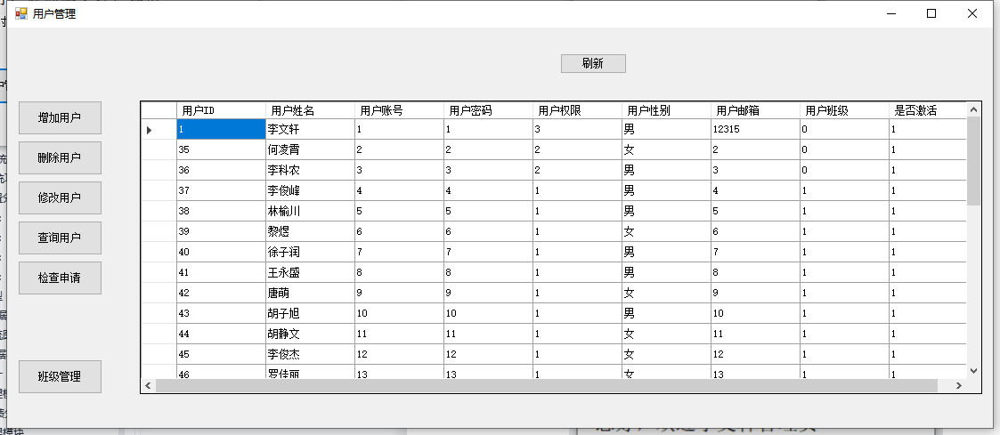 用户管理
刷新
增加用户
删除用户
修改用户
查询用户
检查申请
班级管理
用户ID 用户姓名 用户账号 用户密码 用户权限 用户性别 用户邮箱 用户班级 是否激活
1 李文轩 1 1 3 男 12315 0 1
35 何凌霄 2 2 2 女 2 0 1
36 李科农 3 3 2 男 3 0 1
37 李俊峰 4 4 1 男 4 1 1
38 林榆川 5 5 1 男 5 1 1
39 黎煜 6 6 1 女 6 1 1
40 徐子润 7 7 1 男 7 1 1
41 王永盛 8 8 1 男 8 1 1
42 唐萌 9 9 1 女 9 1 1
43 胡子旭 10 10 1 男 10 1 1
44 胡静文 11 11 1 女 11 1 1
45 李俊杰 12 12 1 女 12 1 1
46 罗佳丽 13 13 1 女 13 1 1